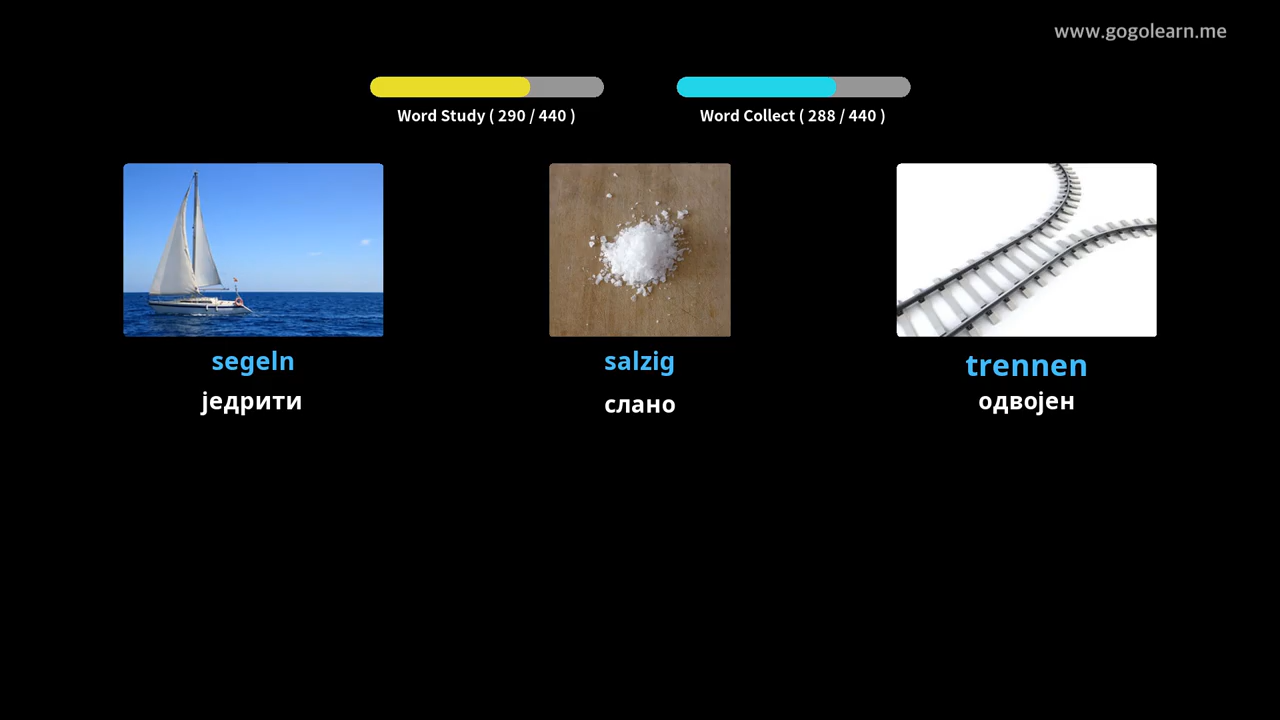 www.gogolearn.me
Word Study ( 290 / 440 )
Word Collect ( 288 / 440 )
segeln
једрити
salzig
слано
trennen
одвојен